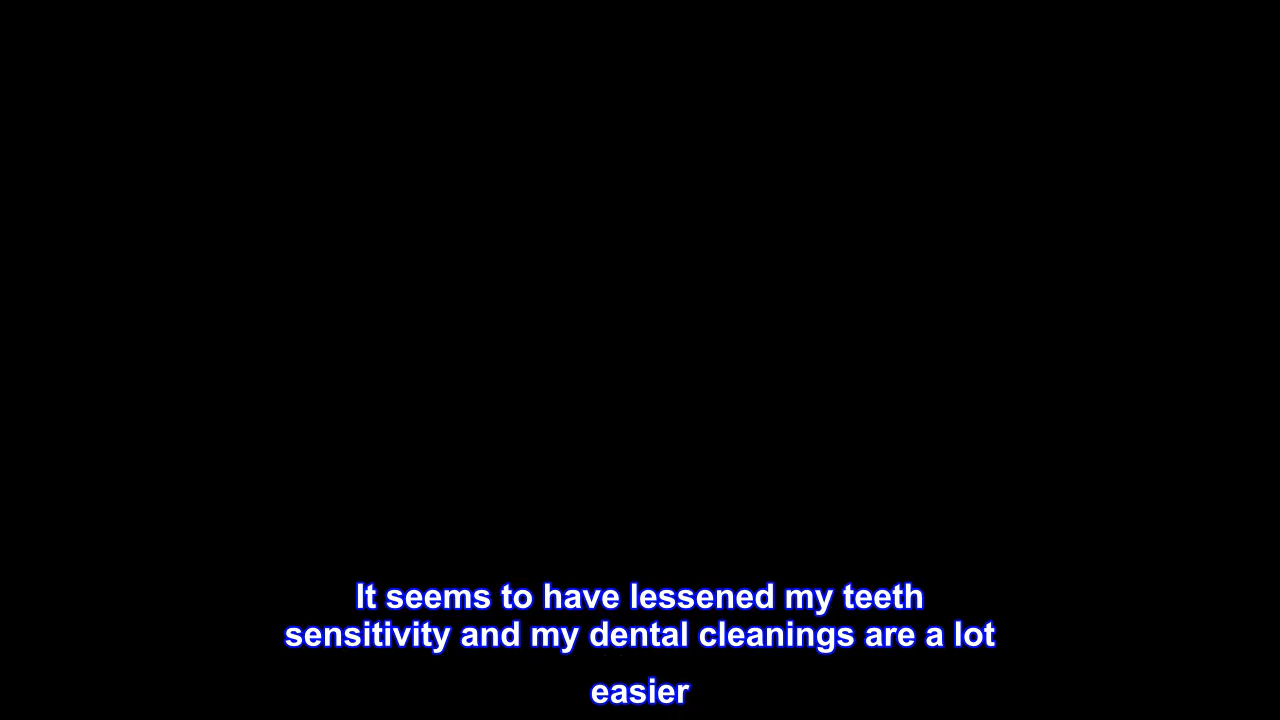 It seems to have lessened my teeth
sensitivity and my dental cleanings are a lot
easier